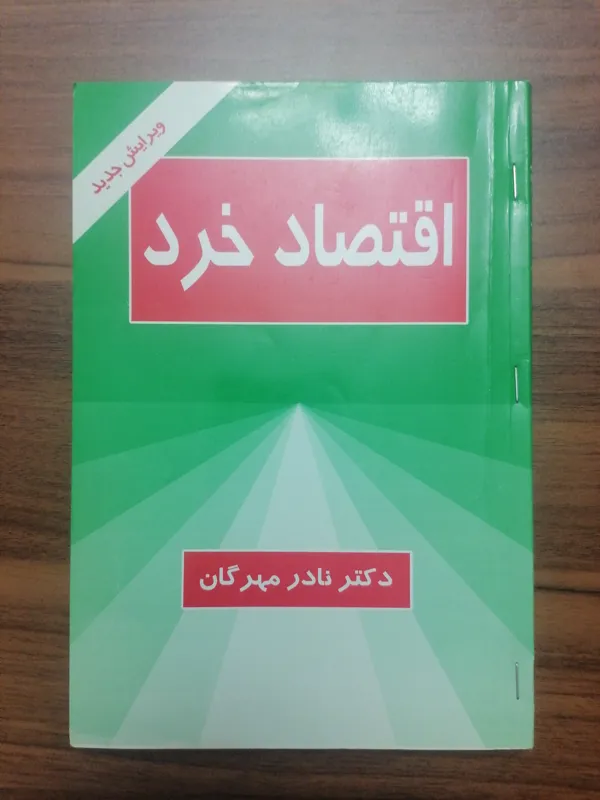 ویرایش جدید
اقتصاد خرد
دکتر نادر مهرگان